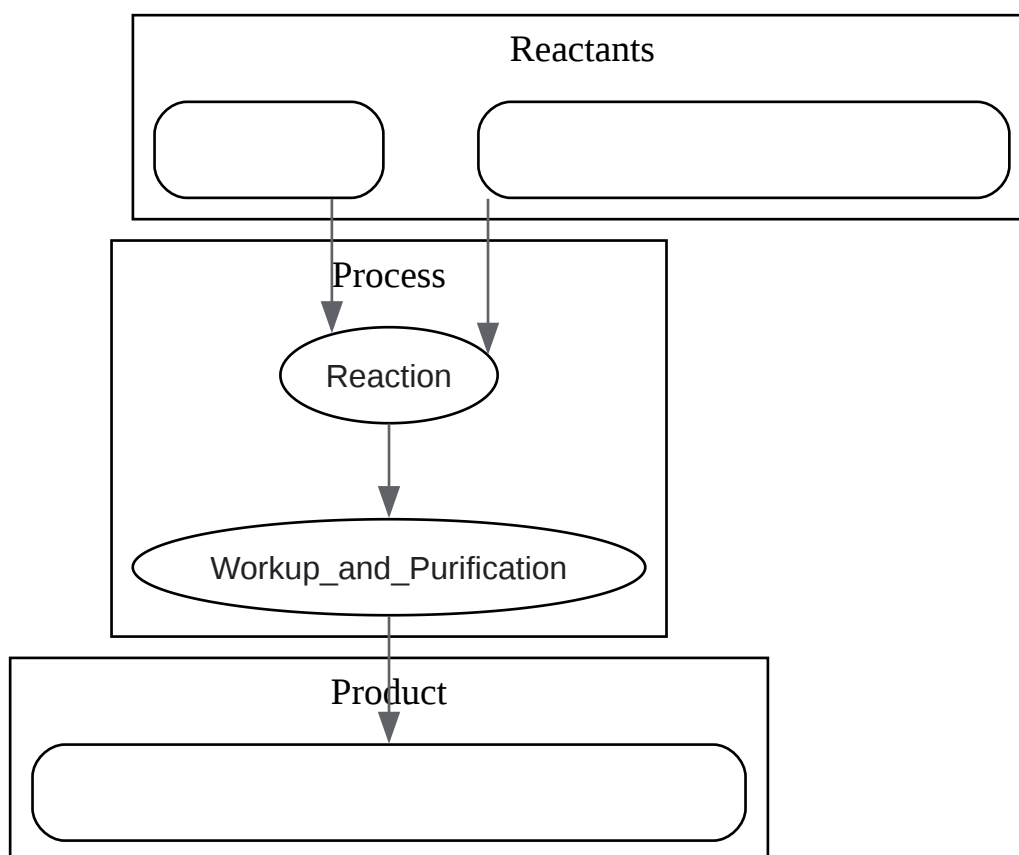 Reactants
Process
Reaction
Workup_and_Purification
Product